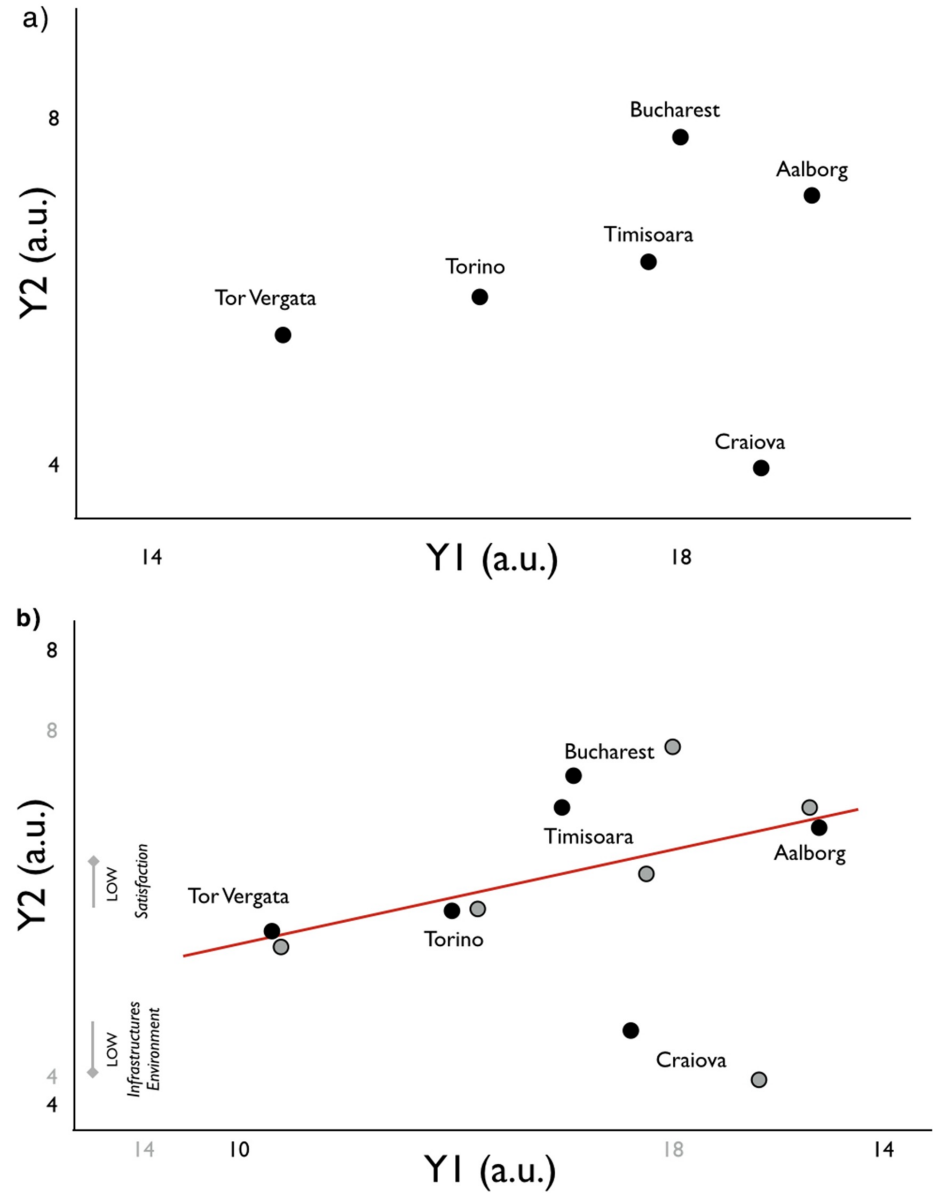 a)
8
Bucharest
Aalborg
Timisoara
Torino
Tor Vergata
Y2 (a.u.)
Craiova
4
14
Y1 (a.u.)
18
b)
8
8
Bucharest
Timisoara
Aalborg
Y2 (a.u.)
LOW
Satisfaction
Tor Vergata
Torino
LOW
Infrastructures
Environment
Craiova
4
4
14
10
Y1 (a.u.)
18
14